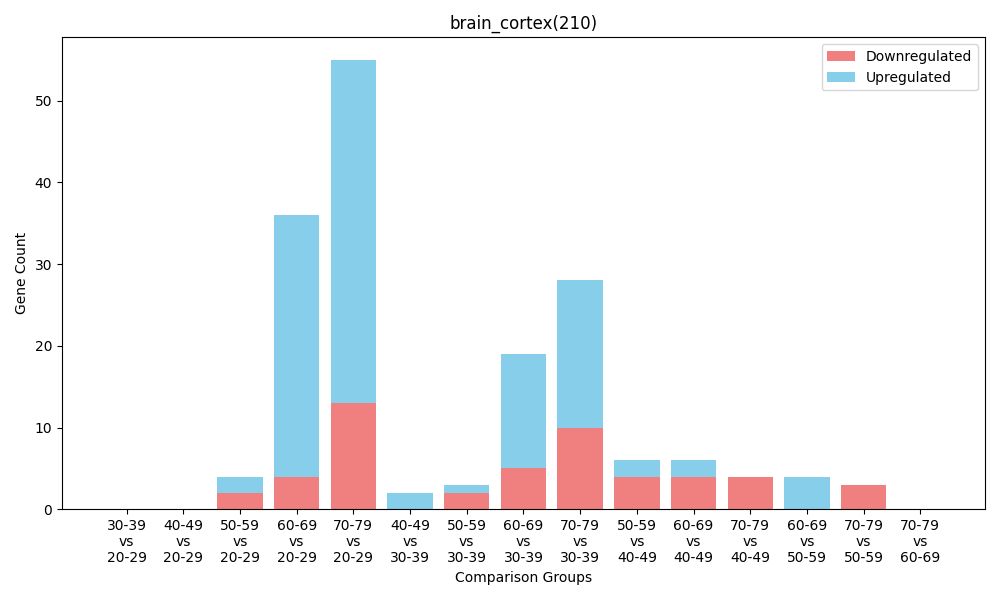 brain_cortex(210)
Downregulated
Upregulated
Gene Count
50
40
30
20
10
0
30-39 vs 20-29
40-49 vs 20-29
50-59 vs 20-29
60-69 vs 20-29
70-79 vs 20-29
40-49 vs 30-39
50-59 vs 30-39
60-69 vs 30-39
70-79 vs 30-39
50-59 vs 40-49
60-69 vs 40-49
70-79 vs 40-49
60-69 vs 50-59
70-79 vs 50-59
70-79 vs 60-69
Comparison Groups